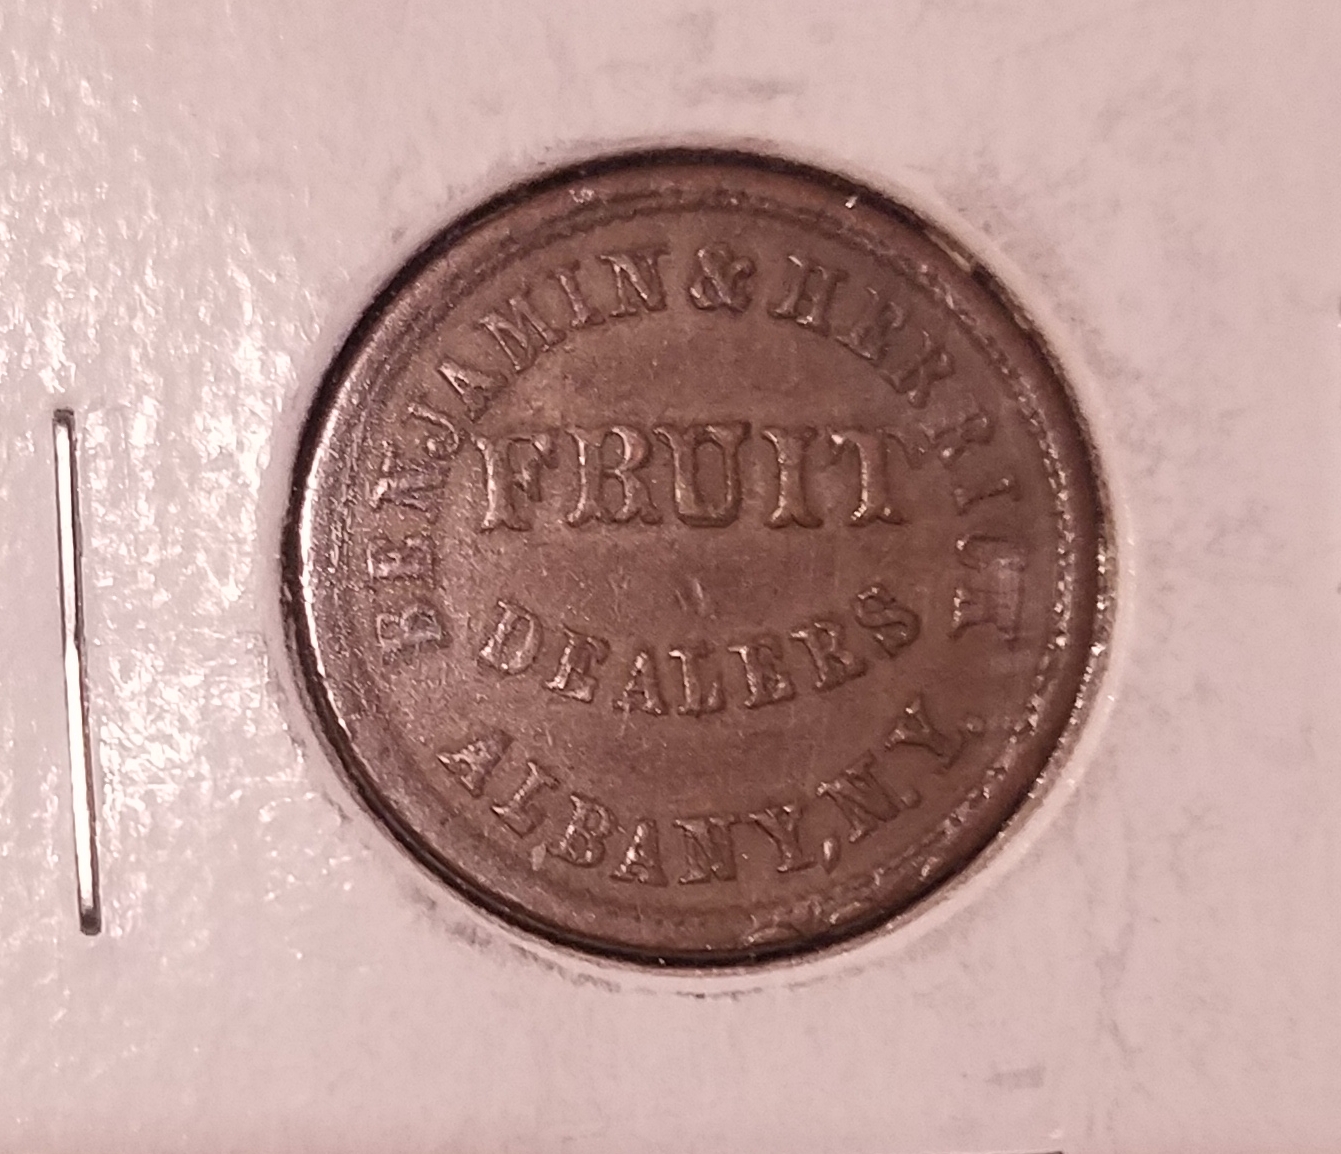 BENJAMIN & HERRICK
FRUIT
DEALERS
ALBANY, N.Y.